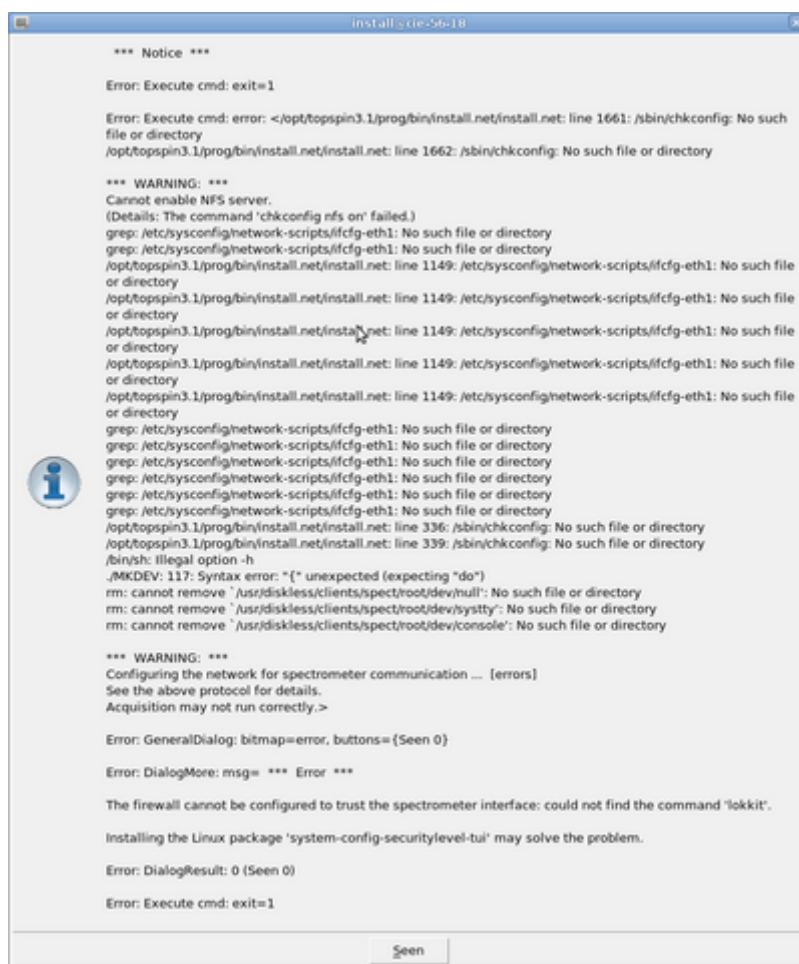 install ycie-56-18
*** Notice ***
Error: Execute cmd: exit=1
Error: Execute cmd: error: </opt/topspin3.1/prog/bin/install.net/install.net: line 1661: /sbin/chkconfig: No such
file or directory
/opt/topspin3.1/prog/bin/install.net/install.net: line 1662: /sbin/chkconfig: No such file or directory
*** WARNING: ***
Cannot enable NFS server.
(Details: The command 'chkconfig nfs on' failed.)
grep: /etc/sysconfig/network-scripts/ifcfg-eth1: No such file or directory
grep: /etc/sysconfig/network-scripts/ifcfg-eth1: No such file or directory
/opt/topspin3.1/prog/bin/install.net/install.net: line 1149: /etc/sysconfig/network-scripts/ifcfg-eth1: No such file
or directory
/opt/topspin3.1/prog/bin/install.net/install.net: line 1149: /etc/sysconfig/network-scripts/ifcfg-eth1: No such file
or directory
/opt/topspin3.1/prog/bin/install.net/install.net: line 1149: /etc/sysconfig/network-scripts/ifcfg-eth1: No such file
or directory
/opt/topspin3.1/prog/bin/install.net/install.net: line 1149: /etc/sysconfig/network-scripts/ifcfg-eth1: No such file
or directory
/opt/topspin3.1/prog/bin/install.net/install.net: line 1149: /etc/sysconfig/network-scripts/ifcfg-eth1: No such file
or directory
grep: /etc/sysconfig/network-scripts/ifcfg-eth1: No such file or directory
grep: /etc/sysconfig/network-scripts/ifcfg-eth1: No such file or directory
grep: /etc/sysconfig/network-scripts/ifcfg-eth1: No such file or directory
grep: /etc/sysconfig/network-scripts/ifcfg-eth1: No such file or directory
grep: /etc/sysconfig/network-scripts/ifcfg-eth1: No such file or directory
grep: /etc/sysconfig/network-scripts/ifcfg-eth1: No such file or directory
/opt/topspin3.1/prog/bin/install.net/install.net: line 336: /sbin/chkconfig: No such file or directory
/opt/topspin3.1/prog/bin/install.net/install.net: line 339: /sbin/chkconfig: No such file or directory
/bin/sh: Illegal option -h
./MKDEV: 117: Syntax error: "{" unexpected (expecting "do")
rm: cannot remove `/usr/diskless/clients/spect/root/dev/null': No such file or directory
rm: cannot remove `/usr/diskless/clients/spect/root/dev/systty': No such file or directory
rm: cannot remove `/usr/diskless/clients/spect/root/dev/console': No such file or directory
*** WARNING: ***
Configuring the network for spectrometer communication ... [errors]
See the above protocol for details.
Acquisition may not run correctly.>
Error: GeneralDialog: bitmap=error, buttons={Seen 0}
Error: DialogMore: msg= *** Error ***
The firewall cannot be configured to trust the spectrometer interface: could not find the command 'lokkit'.
Installing the Linux package 'system-config-securitylevel-tui' may solve the problem.
Error: DialogResult: 0 (Seen 0)
Error: Execute cmd: exit=1
Seen